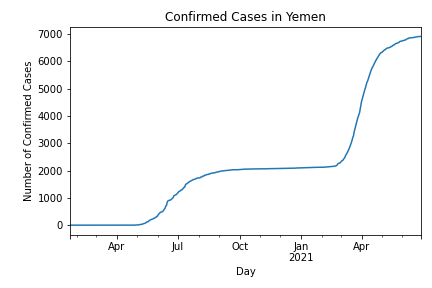 Confirmed Cases in Yemen
7000
6000
5000
4000
3000
2000
1000
0
Number of Confirmed Cases
Apr Jul Oct Jan Apr
2021
Day